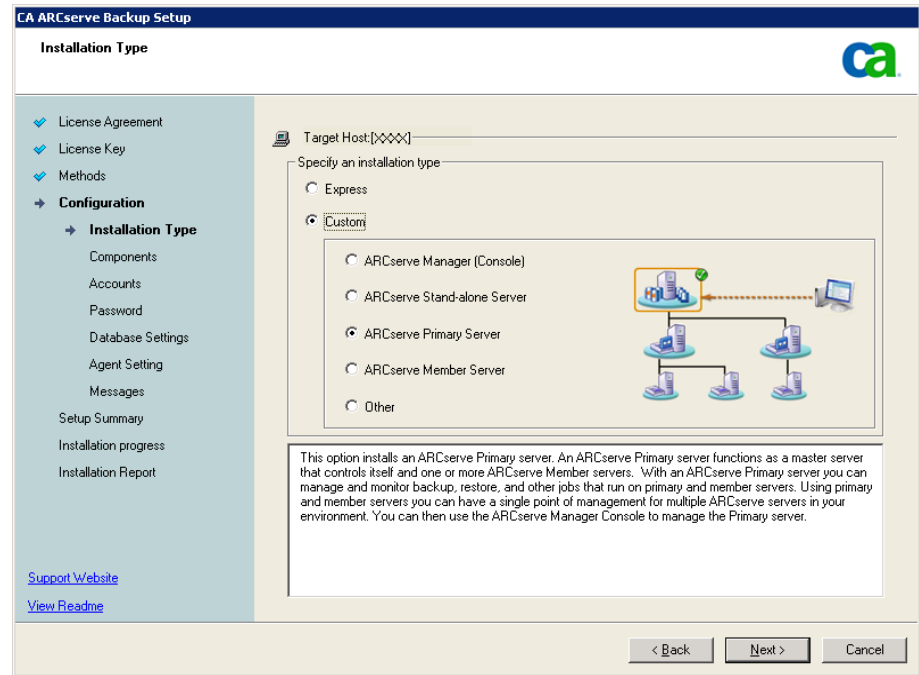 CA ARCserve Backup Setup
Installation Type
ca
License Agreement
License Key
Methods
Configuration
Installation Type
Components
Accounts
Password
Database Settings
Agent Setting
Messages
Setup Summary
Installation progress
Installation Report
Support Website
View Readme
Target Host:[XXXX]
Specify an installation type
Express
Custom
ARCserve Manager (Console)
ARCserve Stand-alone Server
ARCserve Primary Server
ARCserve Member Server
Other
This option installs an ARCserve Primary server. An ARCserve Primary server functions as a master server
that controls itself and one or more ARCserve Member servers.  With an ARCserve Primary server you can
manage and monitor backup, restore, and other jobs that run on primary and member servers. Using primary
and member servers you can have a single point of management for multiple ARCserve servers in your
environment. You can then use the ARCserve Manager Console to manage the Primary server.
< Back
Next >
Cancel